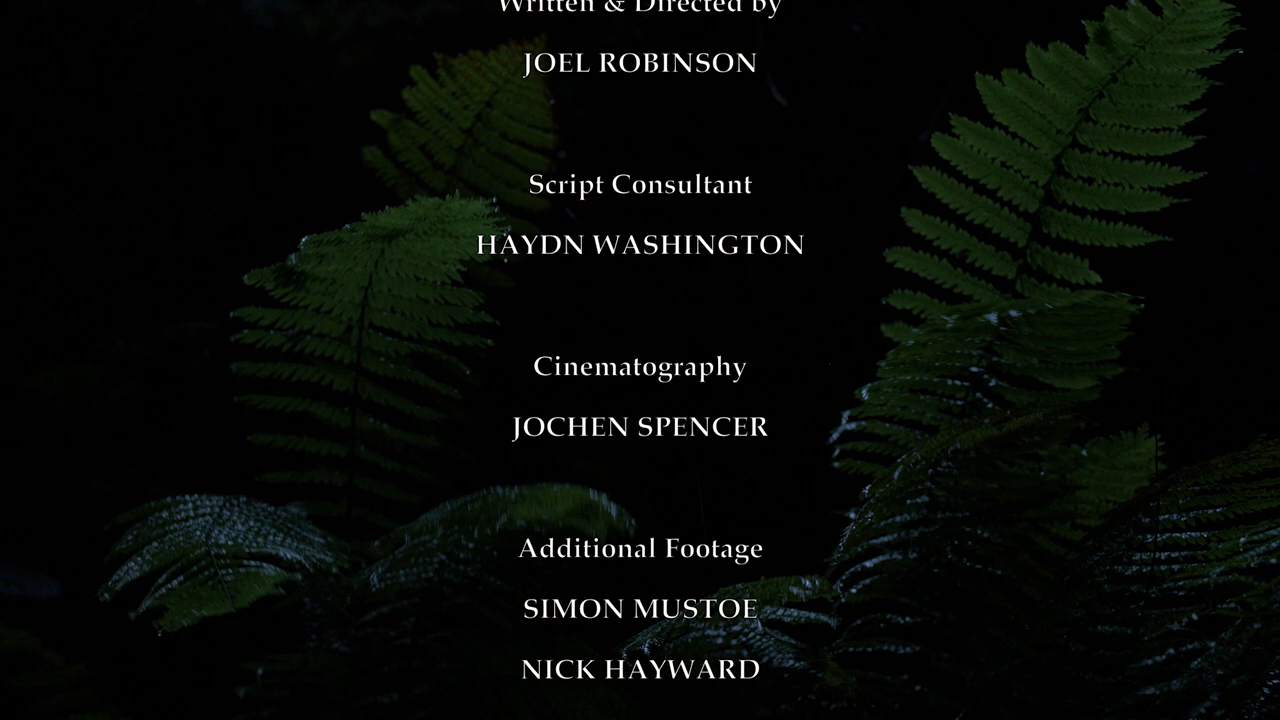 Written & Directed by
JOEL ROBINSON
Script Consultant
HAYDN WASHINGTON
Cinematography
JOCHEN SPENCER
Additional Footage
SIMON MUSTOE
NICK HAYWARD